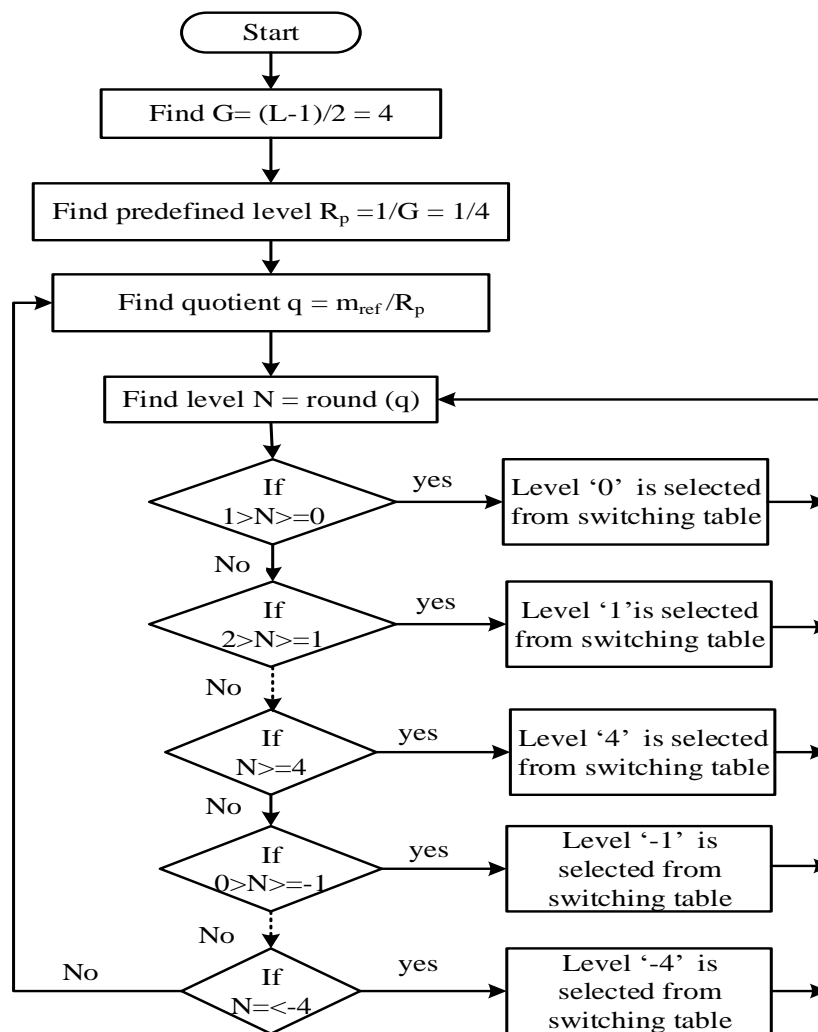 Start
Find G= (L-1)/2 = 4
Find predefined level Rp =1/G = 1/4
Find quotient q = mref /Rp
Find level N = round (q)
If
1>N>=0
yes
Level ‘0’ is selected
from switching table
No
If
2>N>=1
yes
Level ‘1’is selected
from switching table
No
If
N>=4
yes
Level ‘4’ is selected
from switching table
No
If
0>N>=-1
yes
Level ‘-1’ is
selected from
switching table
No
If
N=<-4
No
yes
Level ‘-4’ is
selected from
switching table